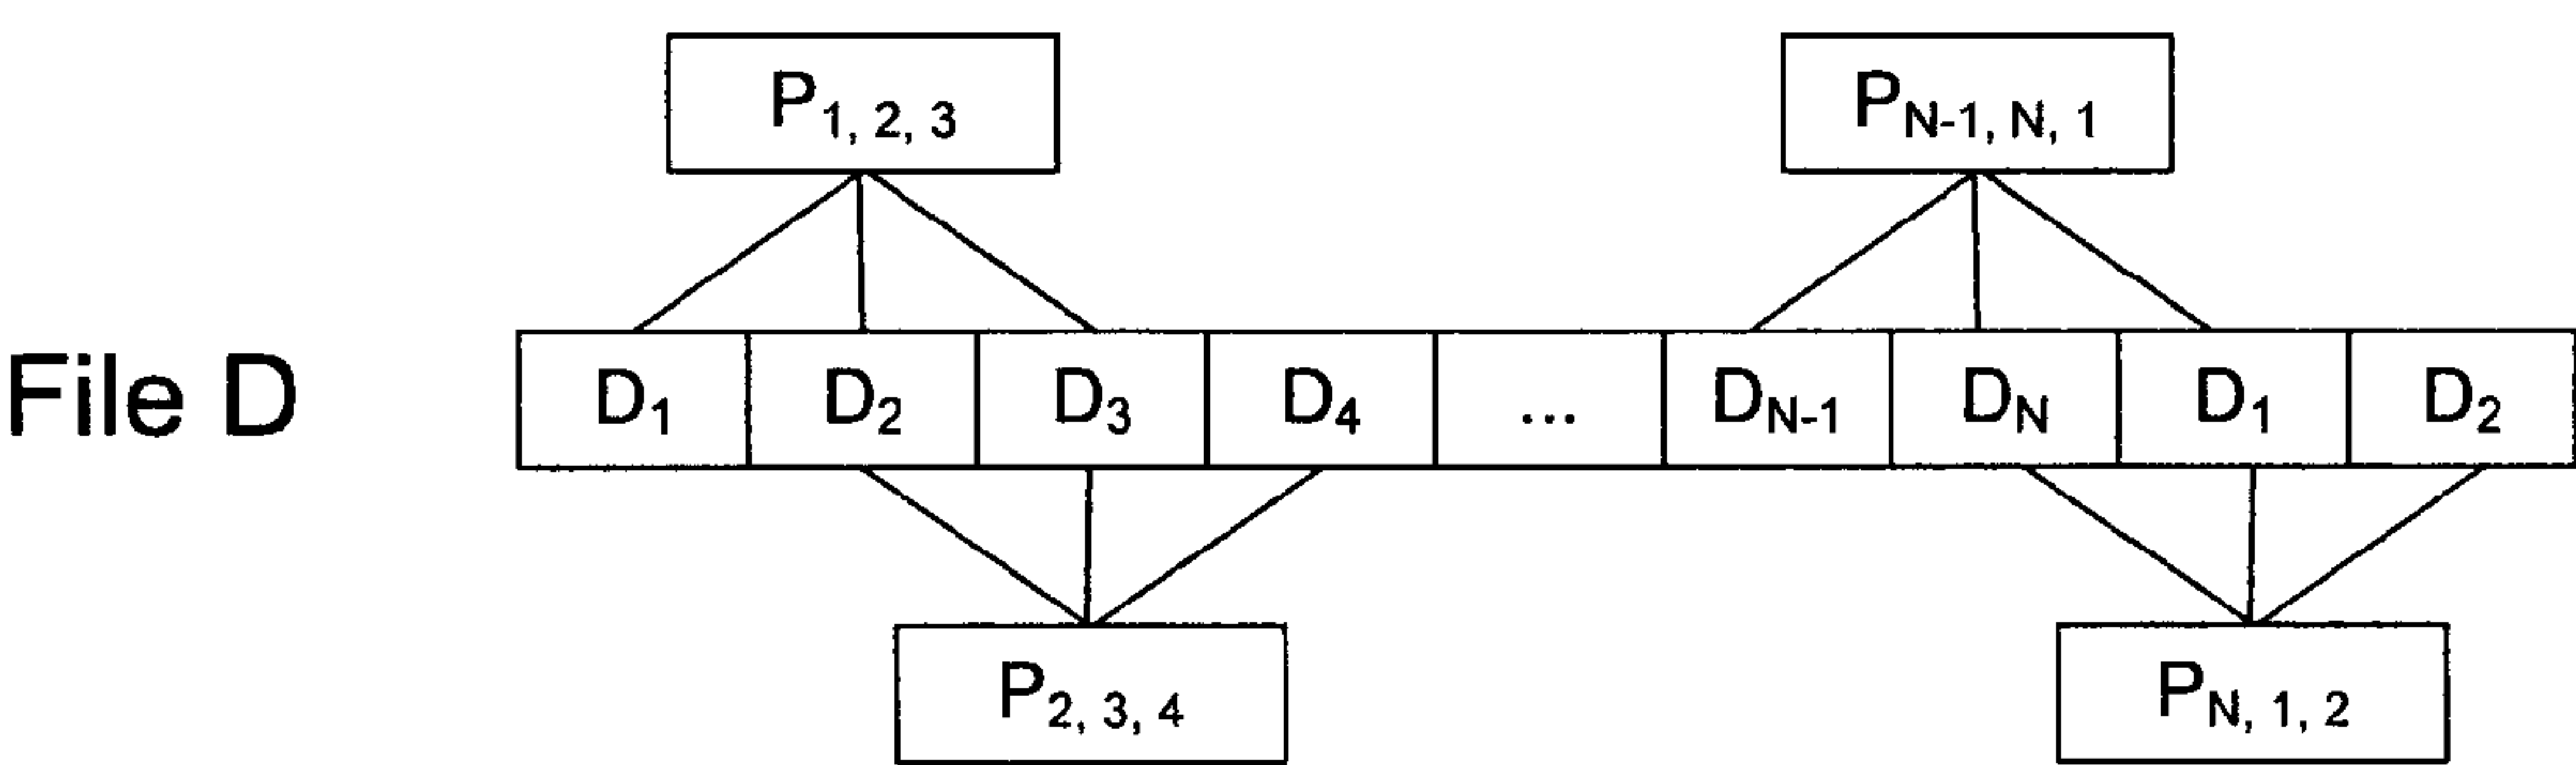 P1, 2, 3 PN-1, N, 1
File D D1 D2 D3 D4 ... DN-1 DN D1 D2
P2, 3, 4 PN, 1, 2